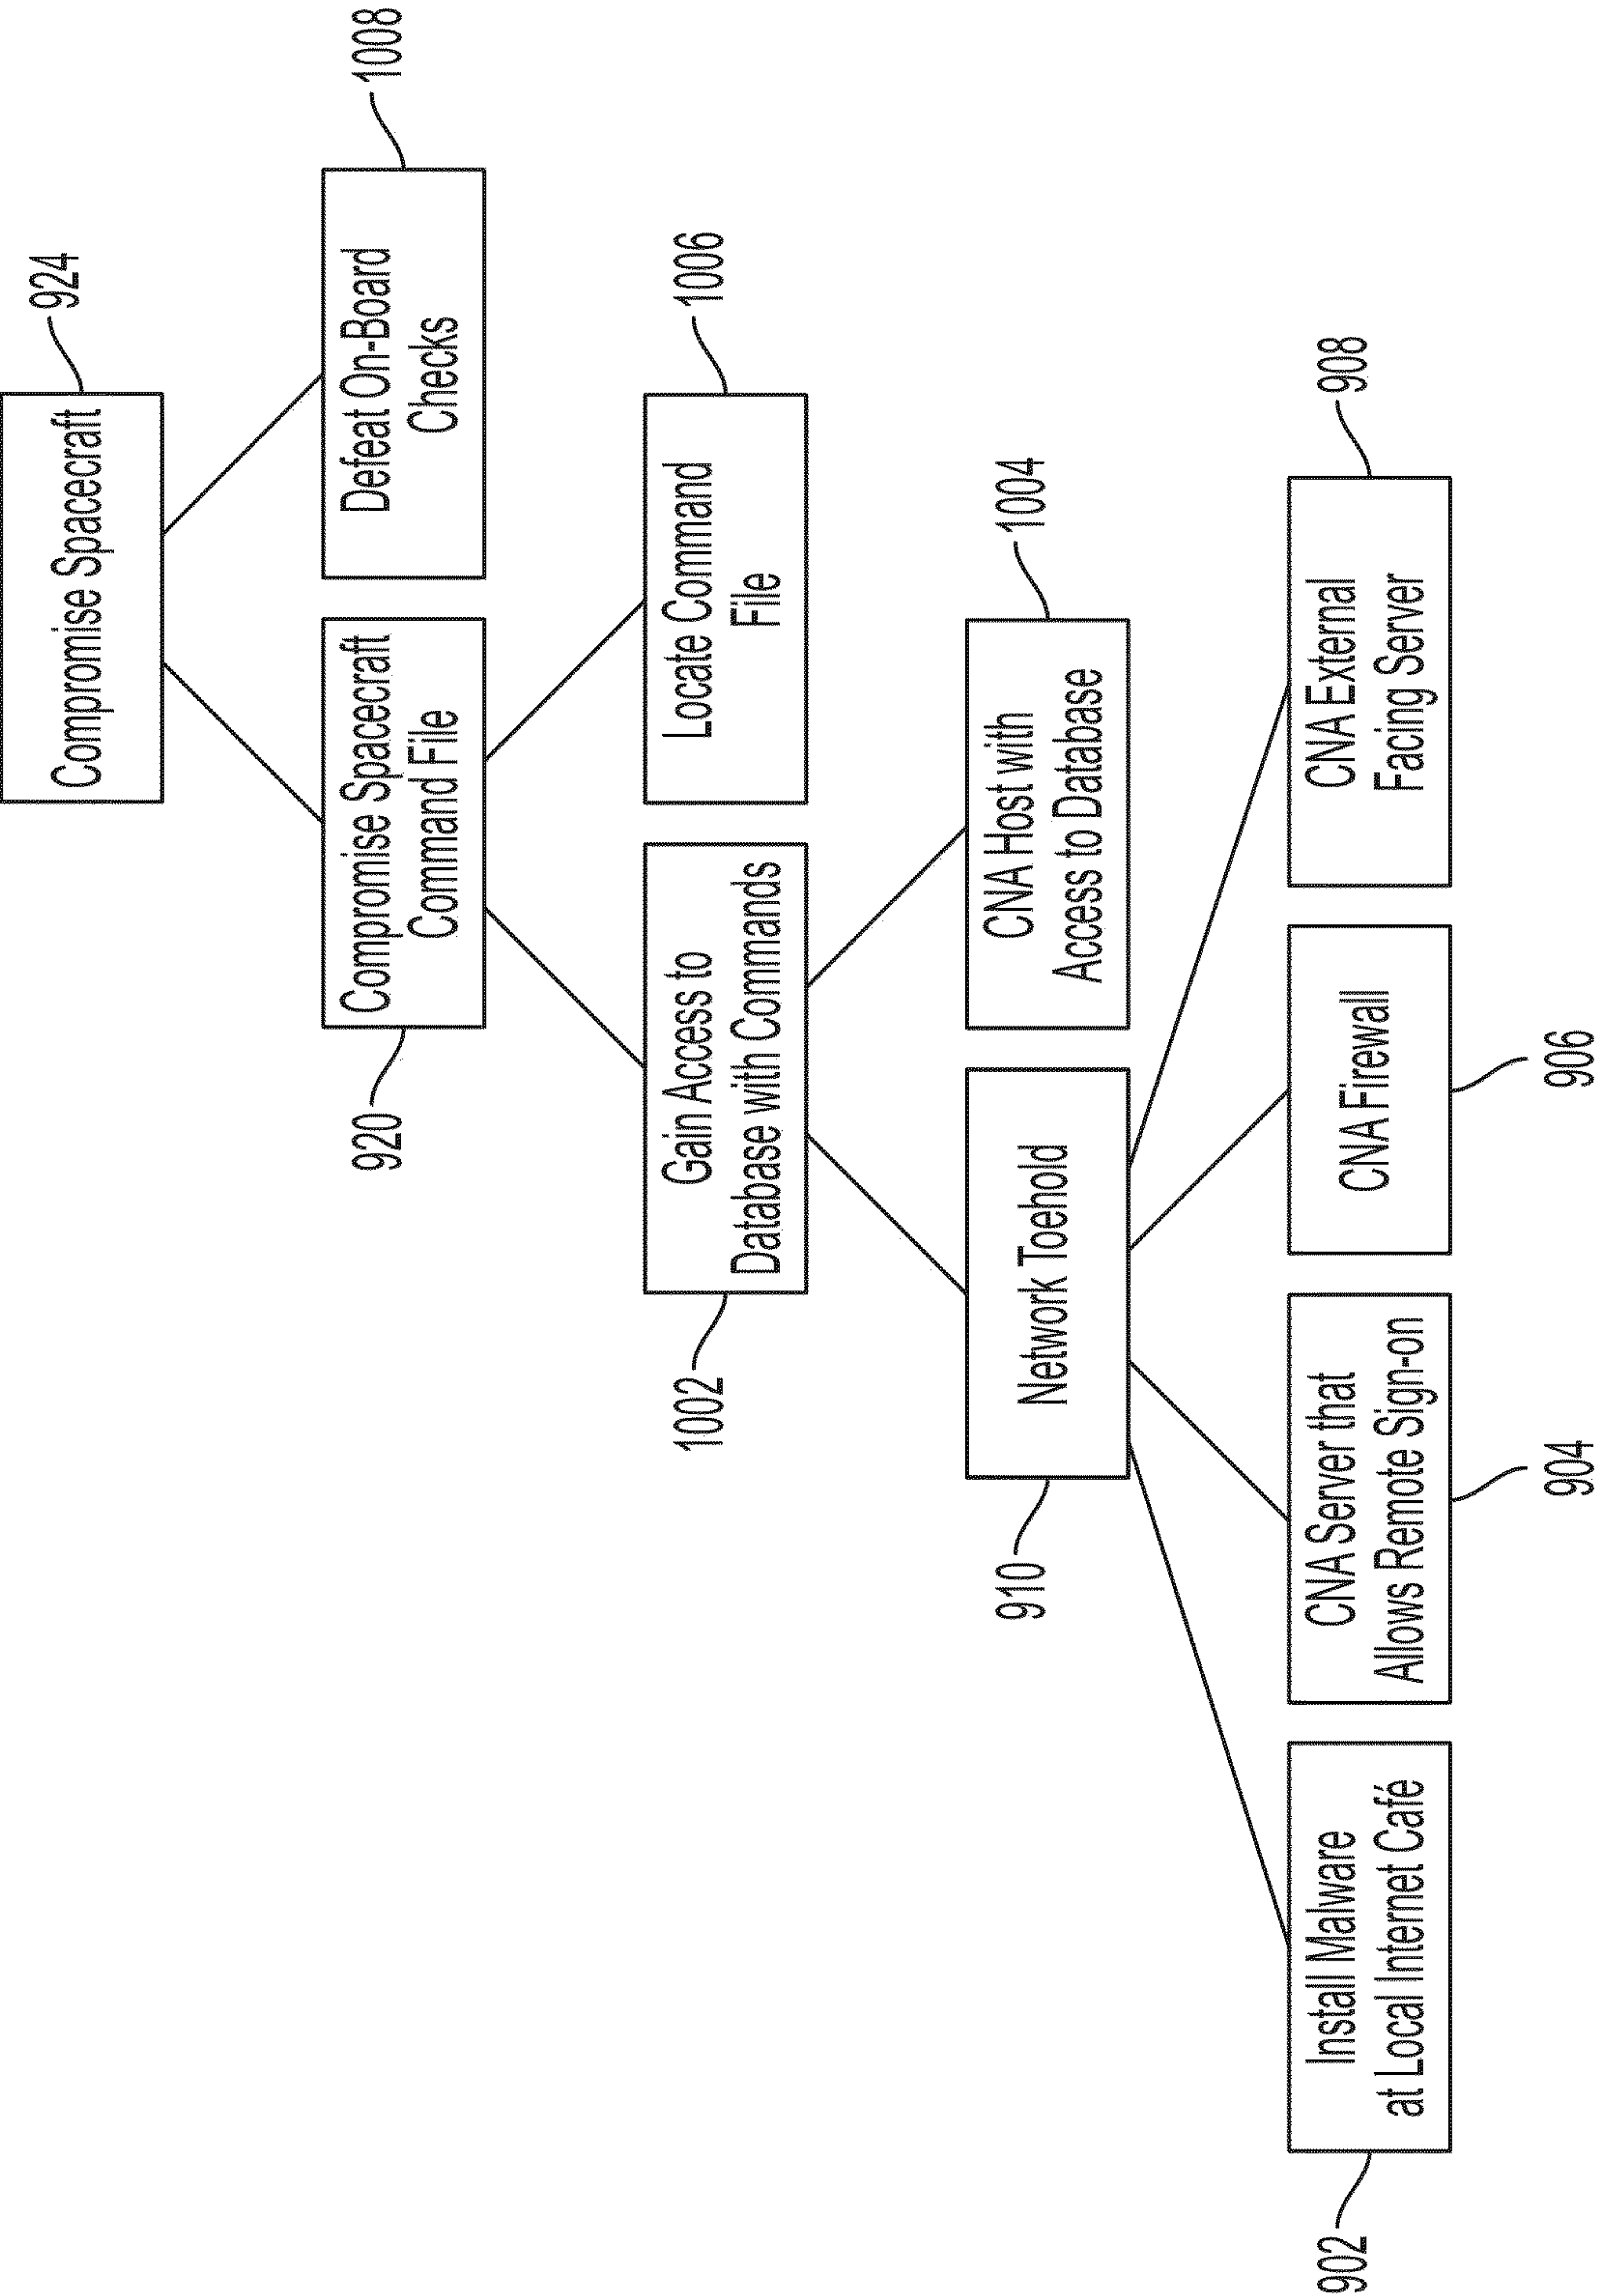 924
Compromise Spacecraft
920
Compromise Spacecraft
Command File
Defeat On-Board
Checks
1008
1002
Gain Access to
Database with Commands
Locate Command
File
1006
910
Network Toehold
CNA Host with
Access to Database
1004
902
Install Malware
at Local Internet Café
CNA Server that
Allows Remote Sign-on
904
CNA Firewall
906
CNA External
Facing Server
908